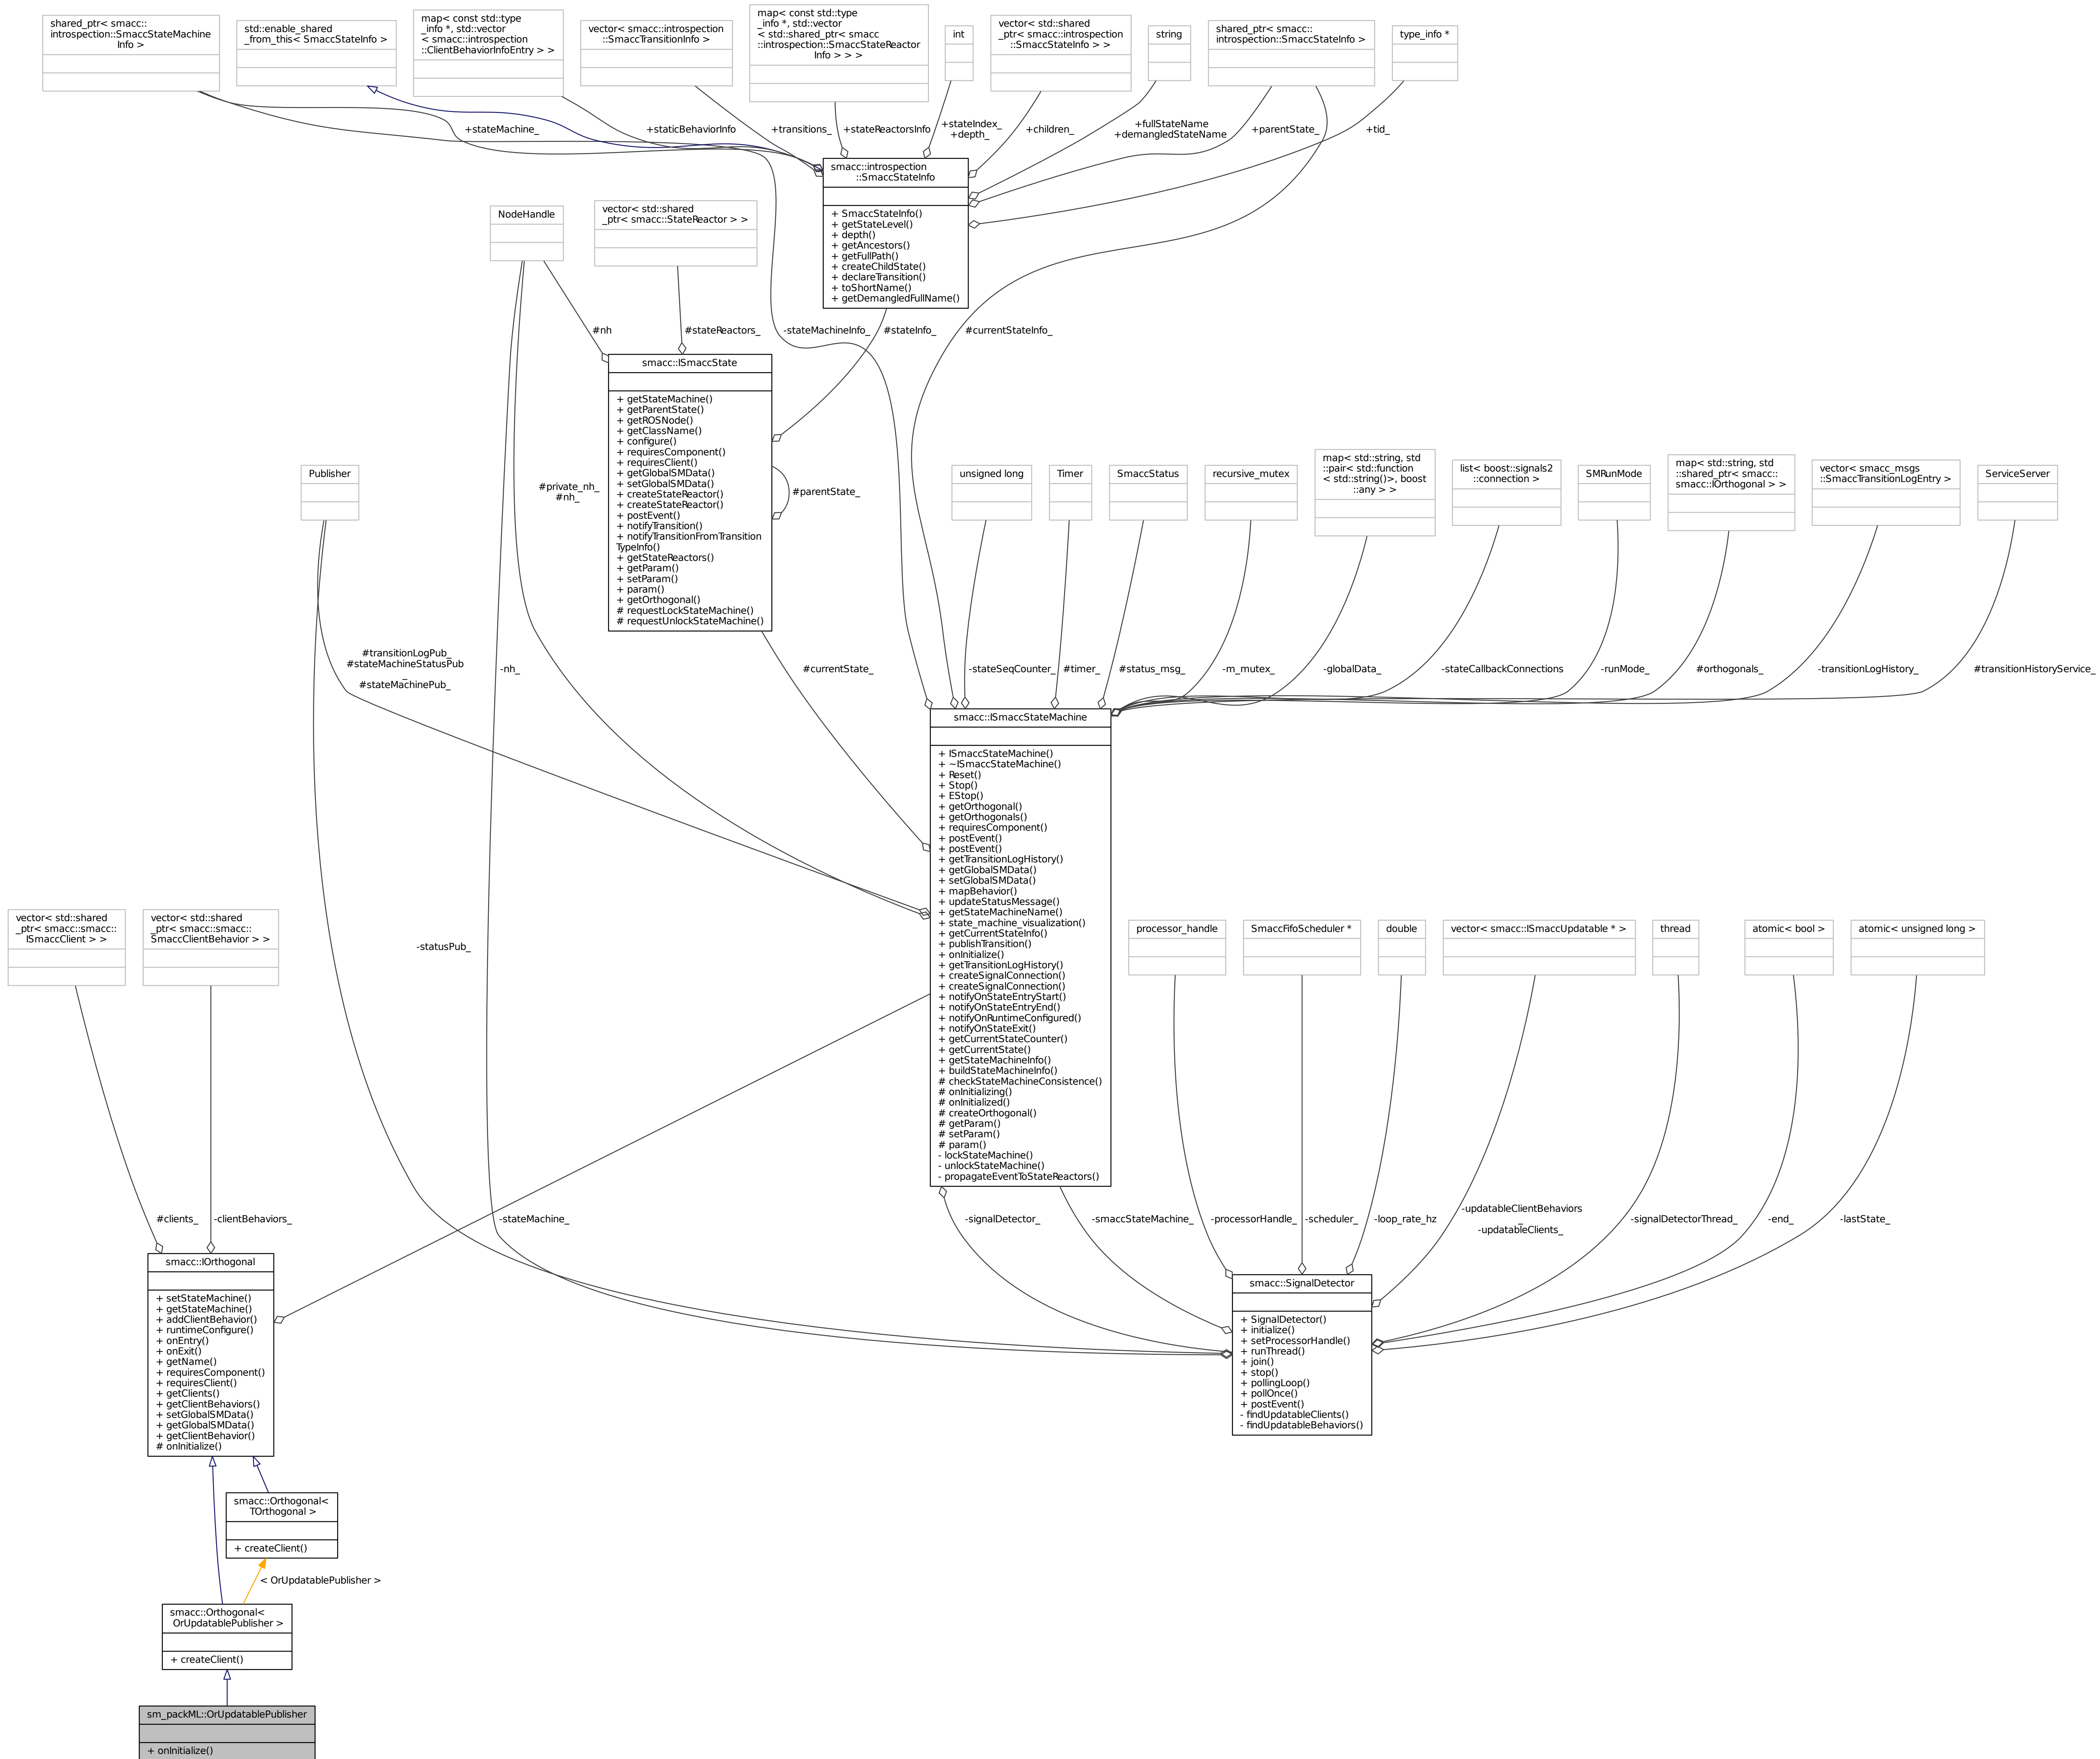 shared_ptr< smacc::
introspection::SmaccStateMachine
Info >
std::enable_shared
_from_this< SmaccStateInfo >
map< const std::type
_info *, std::vector
< smacc::introspection
::ClientBehaviorInfoEntry > >
vector< smacc::introspection
::SmaccTransitionInfo >
map< const std::type
_info *, std::vector
< std::shared_ptr< smacc
::introspection::SmaccStateReactor
Info > > >
int
vector< std::shared
_ptr< smacc::introspection
::SmaccStateInfo > >
string
shared_ptr< smacc::
introspection::SmaccStateInfo >
type_info *
+stateMachine_
+staticBehaviorInfo
+transitions_
+stateReactorsInfo
+stateIndex_
+depth_
+children_
+fullStateName
+demangledStateName
+parentState_
+tid_
smacc::introspection
::SmaccStateInfo
+ SmaccStateInfo()
+ getStateLevel()
+ depth()
+ getAncestors()
+ getFullPath()
+ createChildState()
+ declareTransition()
+ toShortName()
+ getDemangledFullName()
NodeHandle
vector< std::shared
_ptr< smacc::StateReactor > >
#nh
#stateReactors_
-stateMachineInfo_
#stateInfo_
#currentStateInfo_
smacc::ISmaccState
+ getStateMachine()
+ getParentState()
+ getROSNode()
+ getClassName()
+ configure()
+ requiresComponent()
+ requiresClient()
+ getGlobalSMData()
+ setGlobalSMData()
+ createStateReactor()
+ createStateReactor()
+ postEvent()
+ notifyTransition()
+ notifyTransitionFromTransition
TypeInfo()
+ getStateReactors()
+ getParam()
+ setParam()
+ param()
+ getOrthogonal()
# requestLockStateMachine()
# requestUnlockStateMachine()
#parentState_
#private_nh_
#nh_
Publisher
unsigned long
Timer
SmaccStatus
recursive_mutex
map< std::string, std
::pair< std::function
< std::string()>, boost
::any > >
list< boost::signals2
::connection >
SMRunMode
map< std::string, std
::shared_ptr< smacc::
smacc::IOrthogonal > >
vector< smacc_msgs
::SmaccTransitionLogEntry >
ServiceServer
#transitionLogPub_
#stateMachineStatusPub
_
#stateMachinePub_
-nh_
#currentState_
-stateSeqCounter_
#timer_
#status_msg_
-m_mutex_
-globalData_
-stateCallbackConnections
-runMode_
#orthogonals_
-transitionLogHistory_
#transitionHistoryService_
smacc::ISmaccStateMachine
+ ISmaccStateMachine()
+ ~ISmaccStateMachine()
+ Reset()
+ Stop()
+ EStop()
+ getOrthogonal()
+ getOrthogonals()
+ requiresComponent()
+ postEvent()
+ postEvent()
+ getTransitionLogHistory()
+ getGlobalSMData()
+ setGlobalSMData()
+ mapBehavior()
+ updateStatusMessage()
+ getStateMachineName()
+ state_machine_visualization()
+ getCurrentStateInfo()
+ publishTransition()
+ onInitialize()
+ getTransitionLogHistory()
+ createSignalConnection()
+ createSignalConnection()
+ notifyOnStateEntryStart()
+ notifyOnStateEntryEnd()
+ notifyOnRuntimeConfigured()
+ notifyOnStateExit()
+ getCurrentStateCounter()
+ getCurrentState()
+ getStateMachineInfo()
+ buildStateMachineInfo()
# checkStateMachineConsistence()
# onInitializing()
# onInitialized()
# createOrthogonal()
# getParam()
# setParam()
# param()
- lockStateMachine()
- unlockStateMachine()
- propagateEventToStateReactors()
vector< std::shared
_ptr< smacc::smacc::
ISmaccClient > >
vector< std::shared
_ptr< smacc::smacc::
SmaccClientBehavior > >
-statusPub_
processor_handle
SmaccFifoScheduler *
double
vector< smacc::ISmaccUpdatable * >
thread
atomic< bool >
atomic< unsigned long >
#clients_
-clientBehaviors_
-stateMachine_
-signalDetector_
-smaccStateMachine_
-processorHandle_
-scheduler_
-loop_rate_hz
-updatableClientBehaviors
_
-updatableClients_
-signalDetectorThread_
-end_
-lastState_
smacc::IOrthogonal
+ setStateMachine()
+ getStateMachine()
+ addClientBehavior()
+ runtimeConfigure()
+ onEntry()
+ onExit()
+ getName()
+ requiresComponent()
+ requiresClient()
+ getClients()
+ getClientBehaviors()
+ setGlobalSMData()
+ getGlobalSMData()
+ getClientBehavior()
# onInitialize()
smacc::SignalDetector
+ SignalDetector()
+ initialize()
+ setProcessorHandle()
+ runThread()
+ join()
+ stop()
+ pollingLoop()
+ pollOnce()
+ postEvent()
- findUpdatableClients()
- findUpdatableBehaviors()
smacc::Orthogonal<
TOrthogonal >
+ createClient()
< OrUpdatablePublisher >
smacc::Orthogonal<
OrUpdatablePublisher >
+ createClient()
sm_packML::OrUpdatablePublisher
+ onInitialize()